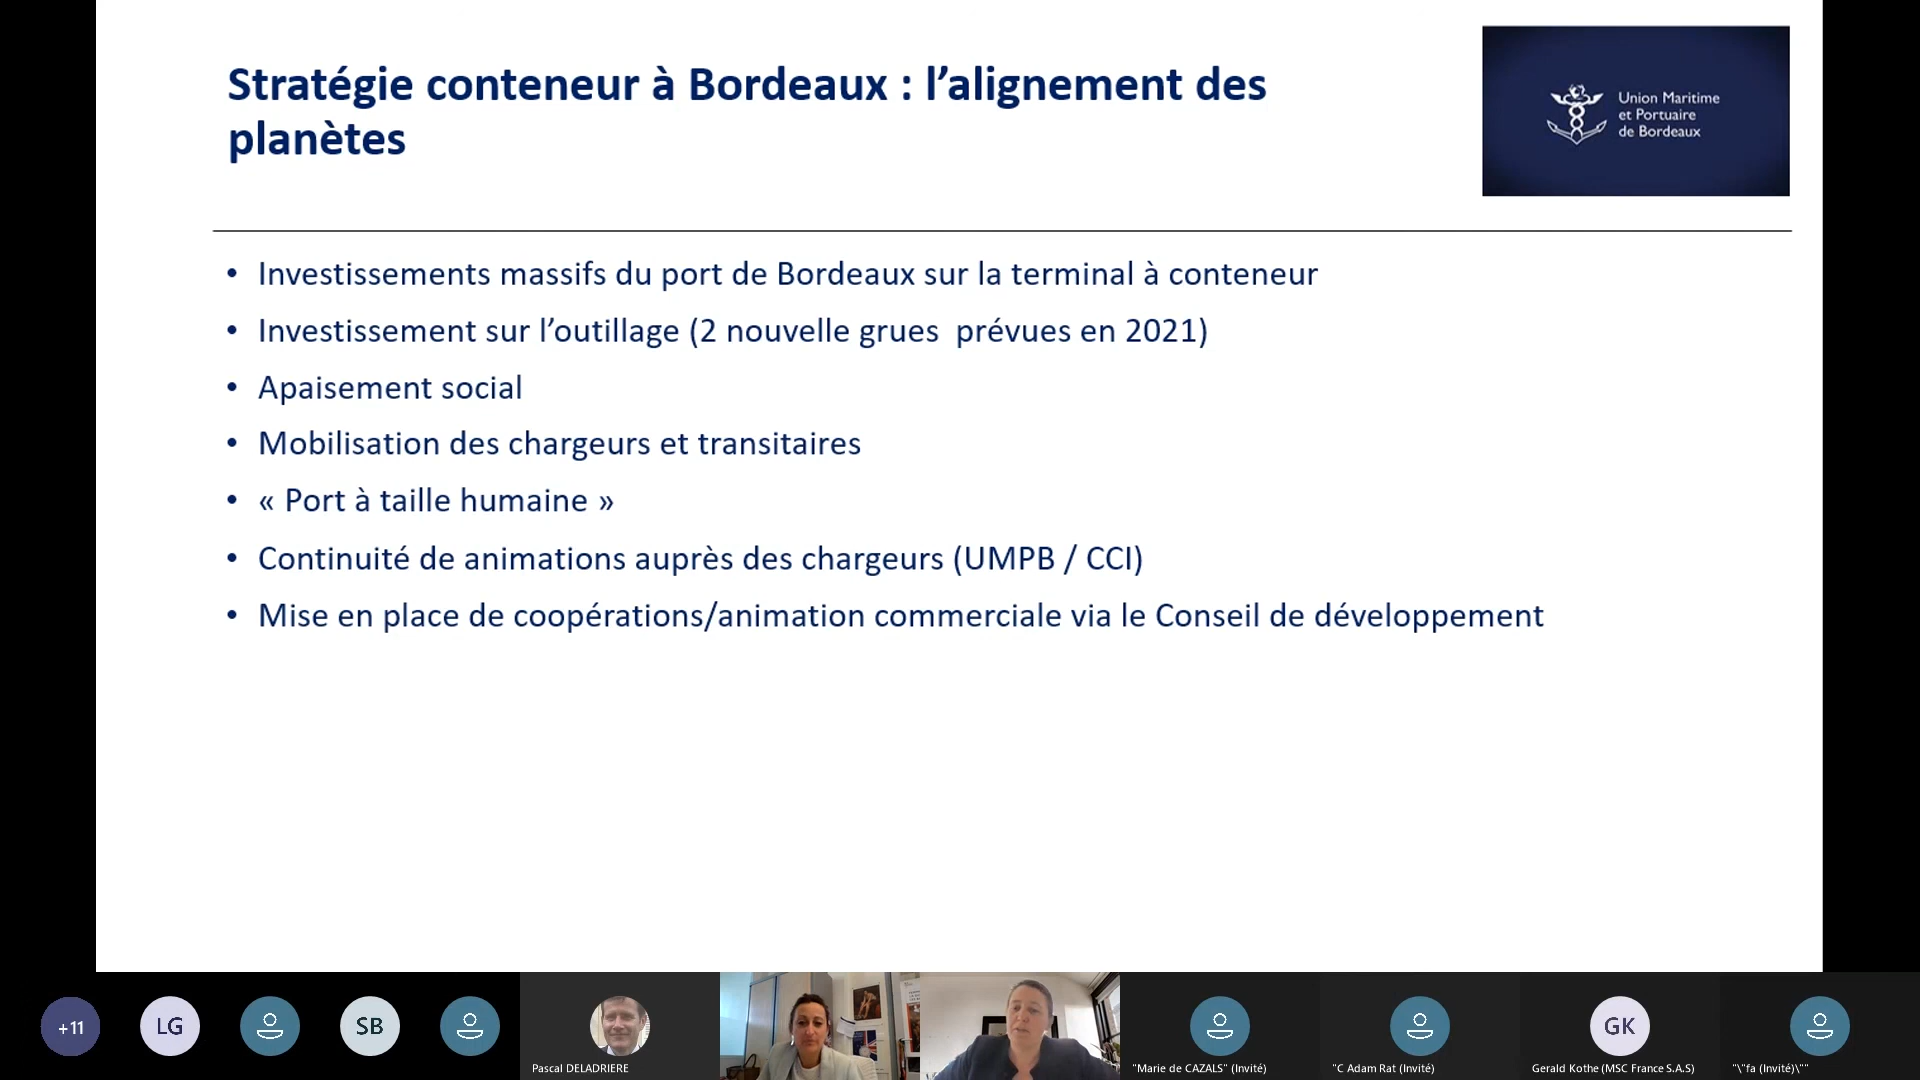 Stratégie conteneur à Bordeaux : l’alignement des
planètes
Union Maritime
et Portuaire
de Bordeaux
• Investissements massifs du port de Bordeaux sur la terminal à conteneur
• Investissement sur l’outillage (2 nouvelle grues  prévues en 2021)
• Apaisement social
• Mobilisation des chargeurs et transitaires
• « Port à taille humaine »
• Continuité de animations auprès des chargeurs (UMPB / CCI)
• Mise en place de coopérations/animation commerciale via le Conseil de développement
+11
LG
SB
Pascal DELADRIERE
"Marie de CAZALS" (Invité)
"C Adam Rat (Invité)
GK
Gerald Kothe (MSC France S.A.S)
"\"fa (Invité)\""